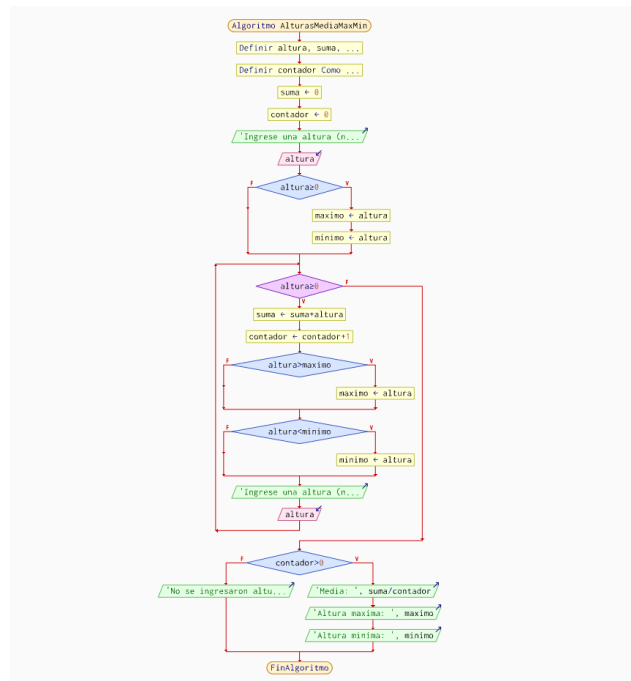 Algoritmo AlturasMediaMaxMin
Definir altura, suma, ...
Definir contador Como ...
suma ← 0
contador ← 0
'Ingrese una altura (n...
altura
altura≥0
F
V
maximo ← altura
minimo ← altura
altura≥0
F
V
suma ← suma+altura
contador ← contador+1
altura>maximo
F
V
maximo ← altura
altura<minimo
F
V
minimo ← altura
'Ingrese una altura (n...
altura
contador>0
F
V
'No se ingresaron altu...
'Media: ', suma/contador
'Altura maxima: ', maximo
'Altura minima: ', minimo
FinAlgoritmo